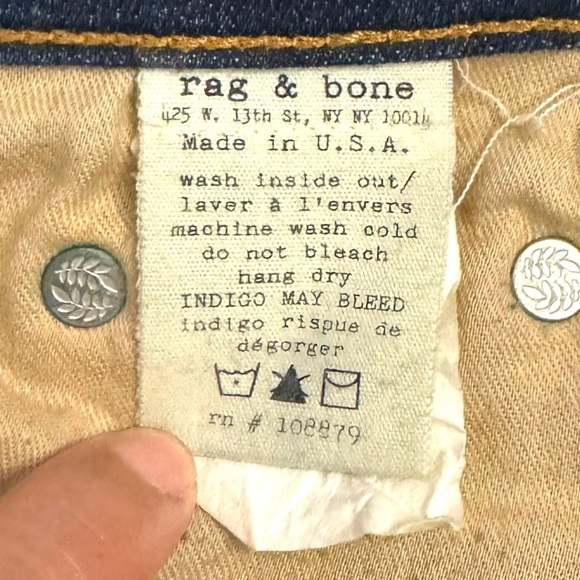 rag & bone
425 W. 13th St, NY NY 10014
Made in U.S.A.
wash inside out/
laver à l'envers
machine wash cold
do not bleach
hang dry
INDIGO MAY BLEED
indigo risque de
dégorger
rn # 108879